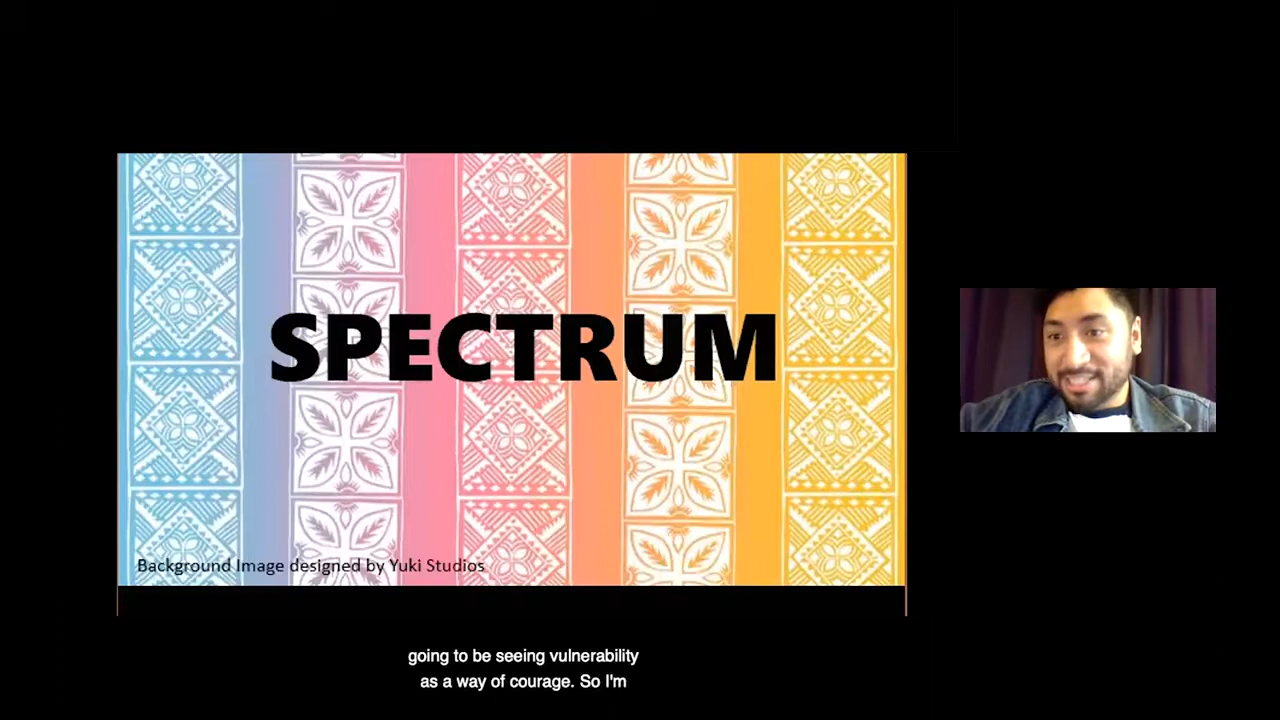 SPECTRUM
Background Image designed by Yuki Studios
going to be seeing vulnerability
as a way of courage. So I'm